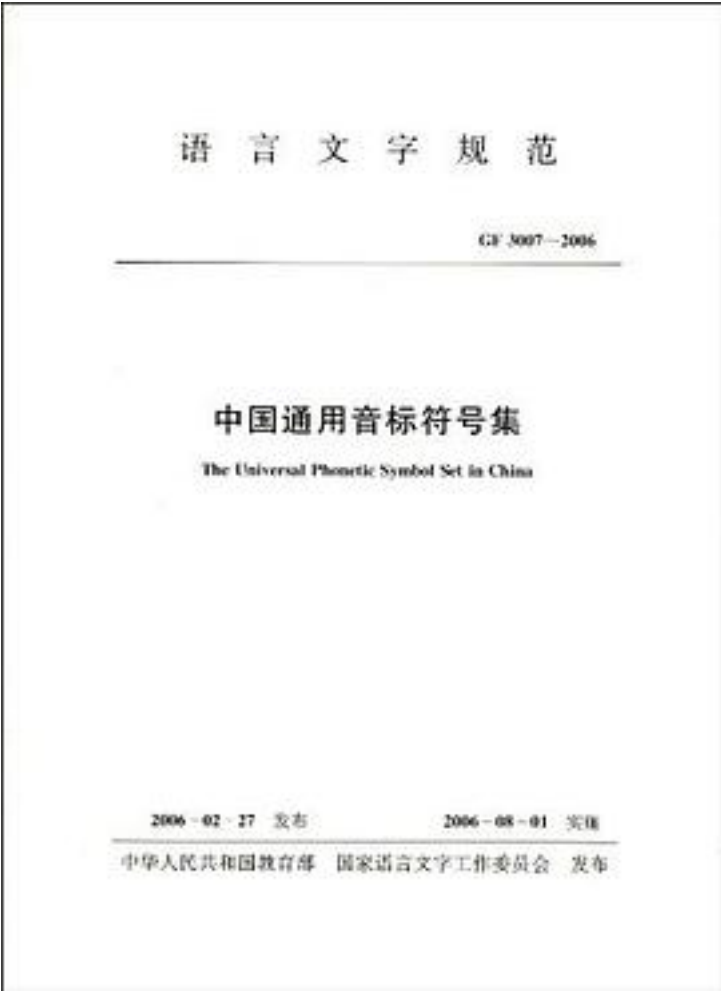 语言文字规范
GF 3007—2006
中国通用音标符号集
The Universal Phonetic Symbol Set in China
2006-02-27 发布 2006-08-01 实施
中华人民共和国教育部 国家语言文字工作委员会 发布